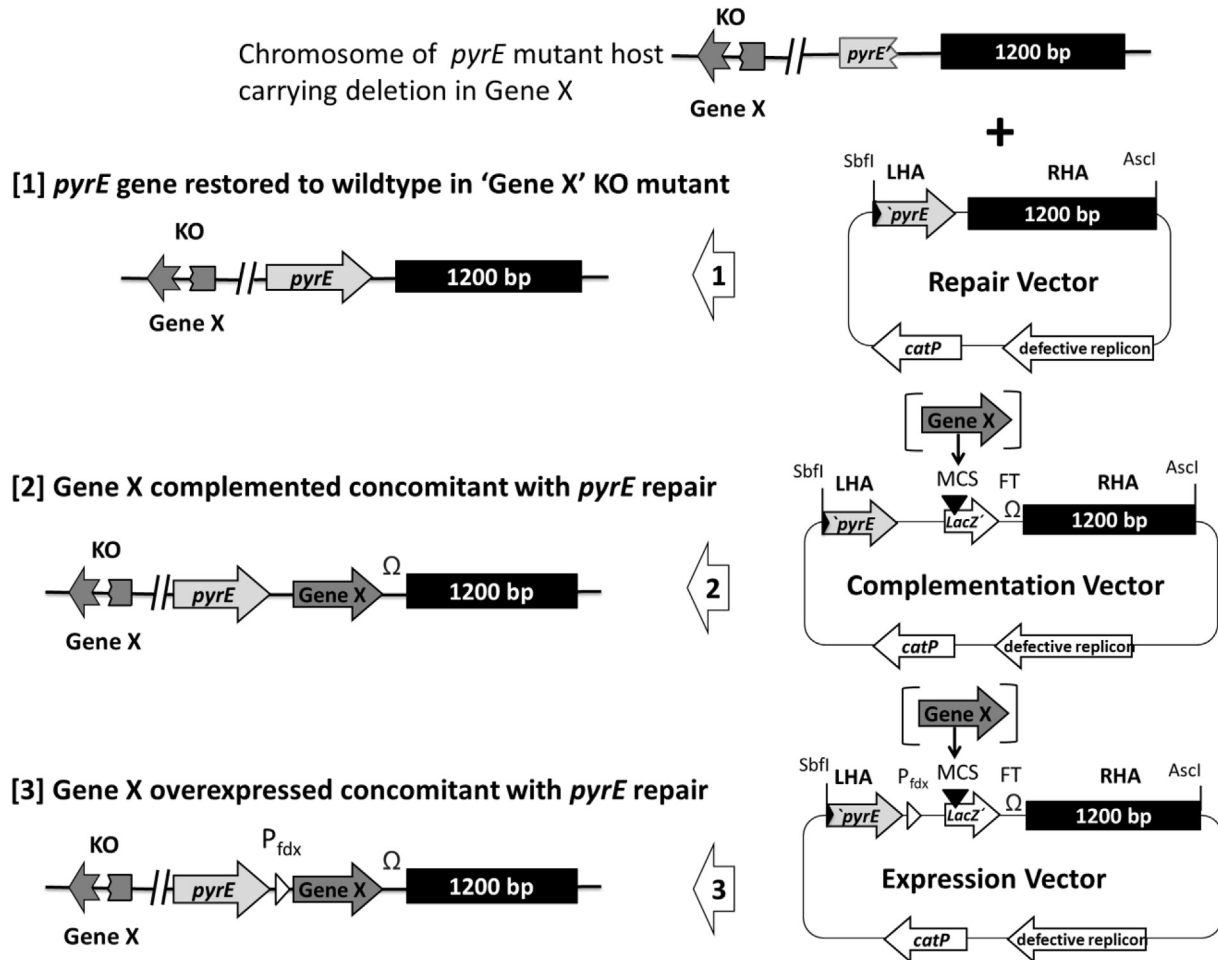 KO
Chromosome of pyrE mutant host
carrying deletion in Gene X
pyrE'
1200 bp
Gene X
+
[1] pyrE gene restored to wildtype in ‘Gene X’ KO mutant
SbfI
LHA
RHA
AscI
`pyrE
1200 bp
KO
pyrE
1200 bp
Gene X
1
Repair Vector
catP
defective replicon
Gene X
[2] Gene X complemented concomitant with pyrE repair
SbfI
LHA
MCS
FT
RHA
AscI
`pyrE
LacZ´
Ω
1200 bp
KO
pyrE
Gene X
Ω
1200 bp
Gene X
2
Complementation Vector
catP
defective replicon
Gene X
[3] Gene X overexpressed concomitant with pyrE repair
SbfI
LHA
Pfdx
MCS
FT
RHA
AscI
`pyrE
LacZ´
Ω
1200 bp
KO
pyrE
Pfdx
Gene X
Ω
1200 bp
Gene X
3
Expression Vector
catP
defective replicon